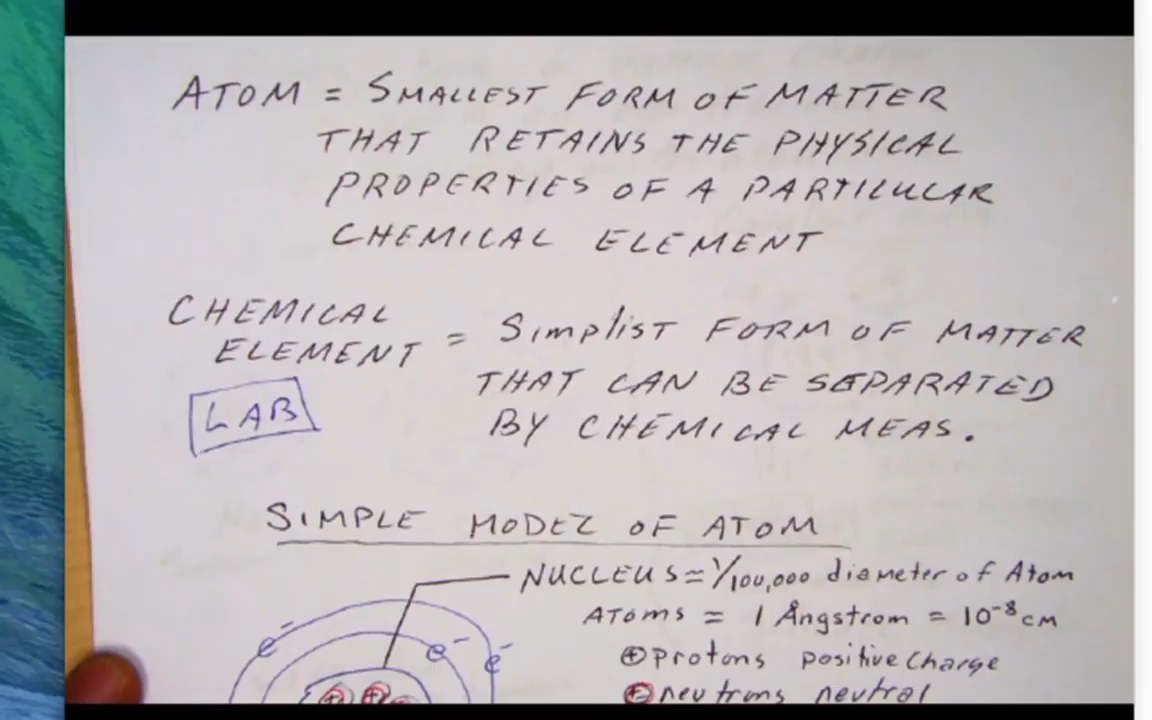 ATOM = SMALLEST FORM OF MATTER
THAT RETAINS THE PHYSICAL
PROPERTIES OF A PARTICULAR
CHEMICAL ELEMENT
CHEMICAL
ELEMENT = Simplist FORM OF MATTER
THAT CAN BE SEPARATED
BY CHEMICAL MEAS.
LAB
SIMPLE MODEL OF ATOM
NUCLEUS ≈ 1/100,000 diameter of Atom
ATOMS ≈ 1 Ångstrom = 10⁻⁸ cm
e⁻ e⁻ e⁻
⊕ protons positive charge
+ +
neutrons neutral